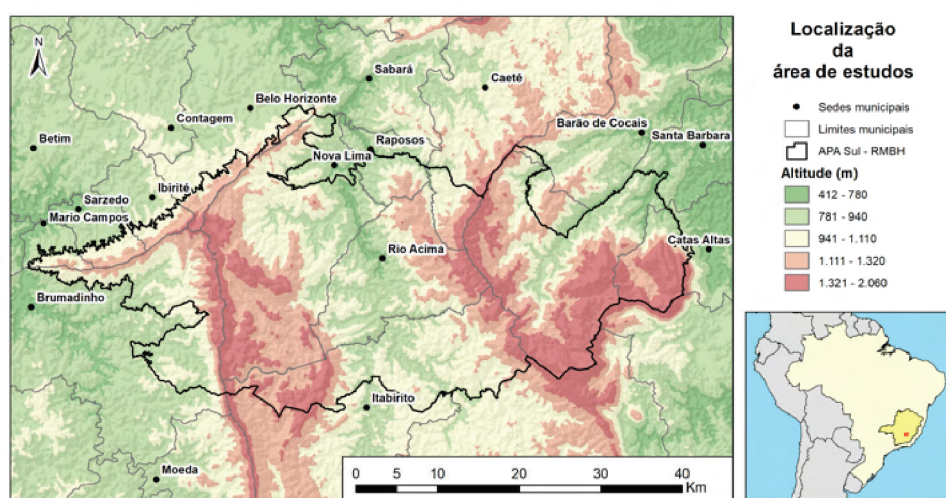 N
Sabará
Caeté
Belo Horizonte
Contagem
Barão de Cocais
Betim
Raposos
Santa Barbara
Nova Lima
Ibirité
Sarzedo
Mario Campos
Rio Acima
Catas Altas
Brumadinho
Itabirito
Moeda
0 5 10 20 30 40
Km
Localização
da
área de estudos
Sedes municipais
Limites municipais
APA Sul - RMBH
Altitude (m)
412 - 780
781 - 940
941 - 1.110
1.111 - 1.320
1.321 - 2.060